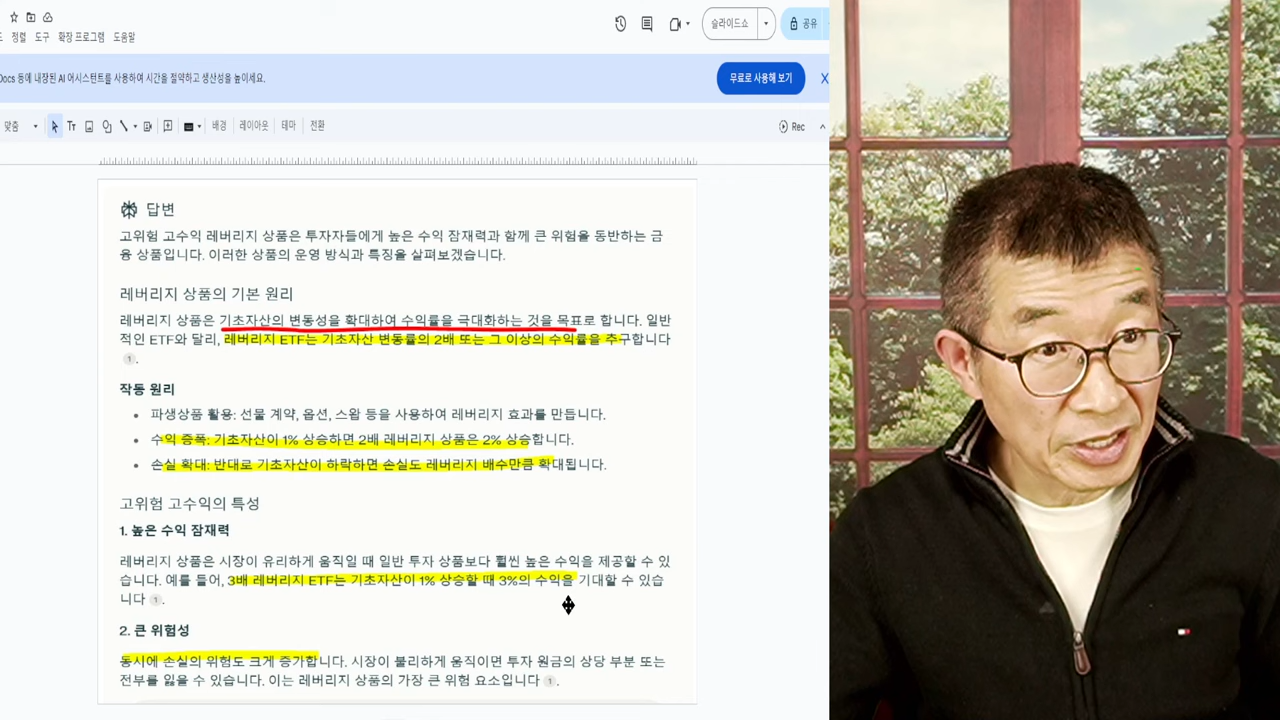 정렬 도구 확장 프로그램 도움말
슬라이드쇼
공유
Docs 등에 내장된 AI 어시스턴트를 사용하여 시간을 절약하고 생산성을 높이세요.
무료로 사용해 보기
맞춤
배경
레이아웃
테마
전환
Rec
답변
고위험 고수익 레버리지 상품은 투자자들에게 높은 수익 잠재력과 함께 큰 위험을 동반하는 금
융 상품입니다. 이러한 상품의 운영 방식과 특징을 살펴보겠습니다.
레버리지 상품의 기본 원리
레버리지 상품은 기초자산의 변동성을 확대하여 수익률을 극대화하는 것을 목표로 합니다. 일반
적인 ETF와 달리, 레버리지 ETF는 기초자산 변동률의 2배 또는 그 이상의 수익률을 추구합니다
1.
작동 원리
• 파생상품 활용: 선물 계약, 옵션, 스왑 등을 사용하여 레버리지 효과를 만듭니다.
• 수익 증폭: 기초자산이 1% 상승하면 2배 레버리지 상품은 2% 상승합니다.
• 손실 확대: 반대로 기초자산이 하락하면 손실도 레버리지 배수만큼 확대됩니다.
고위험 고수익의 특성
1. 높은 수익 잠재력
레버리지 상품은 시장이 유리하게 움직일 때 일반 투자 상품보다 훨씬 높은 수익을 제공할 수 있
습니다. 예를 들어, 3배 레버리지 ETF는 기초자산이 1% 상승할 때 3%의 수익을 기대할 수 있습
니다 1.
2. 큰 위험성
동시에 손실의 위험도 크게 증가합니다. 시장이 불리하게 움직이면 투자 원금의 상당 부분 또는
전부를 잃을 수 있습니다. 이는 레버리지 상품의 가장 큰 위험 요소입니다 1.